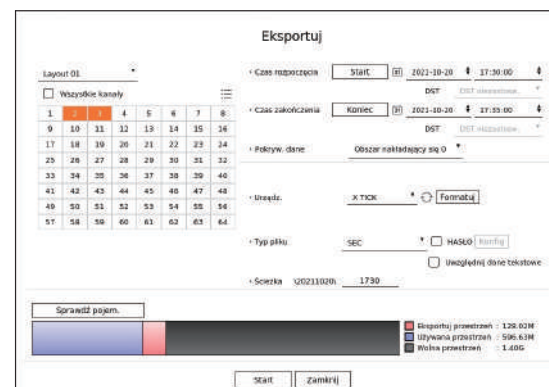 Eksportuj
Layout 01
Wszystkie kanały
1 2 3 4 5 6 7 8
9 10 11 12 13 14 15 16
17 18 19 20 21 22 23 24
25 26 27 28 29 30 31 32
33 34 35 36 37 38 39 40
41 42 43 44 45 46 47 48
49 50 51 52 53 54 55 56
57 58 59 60 61 62 63 64
Czas rozpoczęcia Start 31 2021-10-20 17:30:00
DST DST niezastosow.
Czas zakończenia Koniec 31 2021-10-20 17:35:00
DST DST niezastosow.
Pokryw. dane Obszar nakładający się 0
Urządz. X TICK Formatuj
Typ pliku SEC HASŁO Konfig
Uwzględnij dane tekstowe
Ścieżka \20211020\ 1730
Sprawdź pojem.
Eksportuj przestrzeń : 128.02M
Używana przestrzeń : 596.63M
Wolna przestrzeń : 1.40G
Start Zamknij